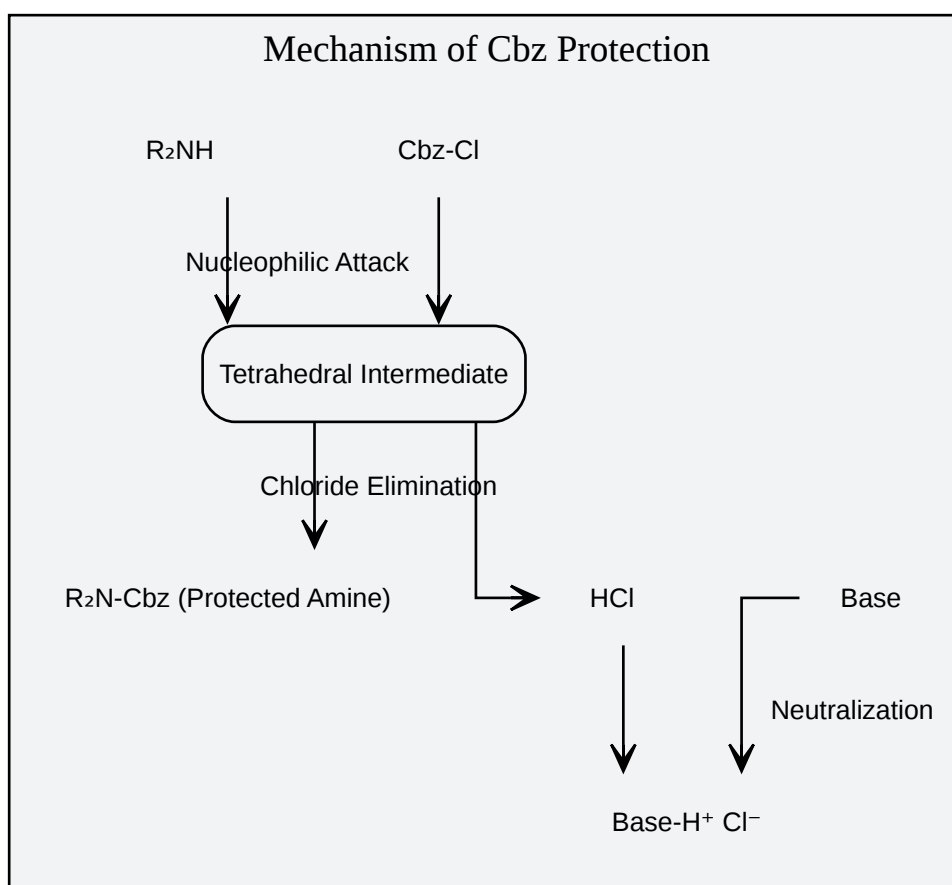 Mechanism of Cbz Protection
R₂NH
Cbz-Cl
Nucleophilic Attack
Tetrahedral Intermediate
Chloride Elimination
R₂N-Cbz (Protected Amine)
HCl
Base
Neutralization
Base-H⁺ Cl⁻